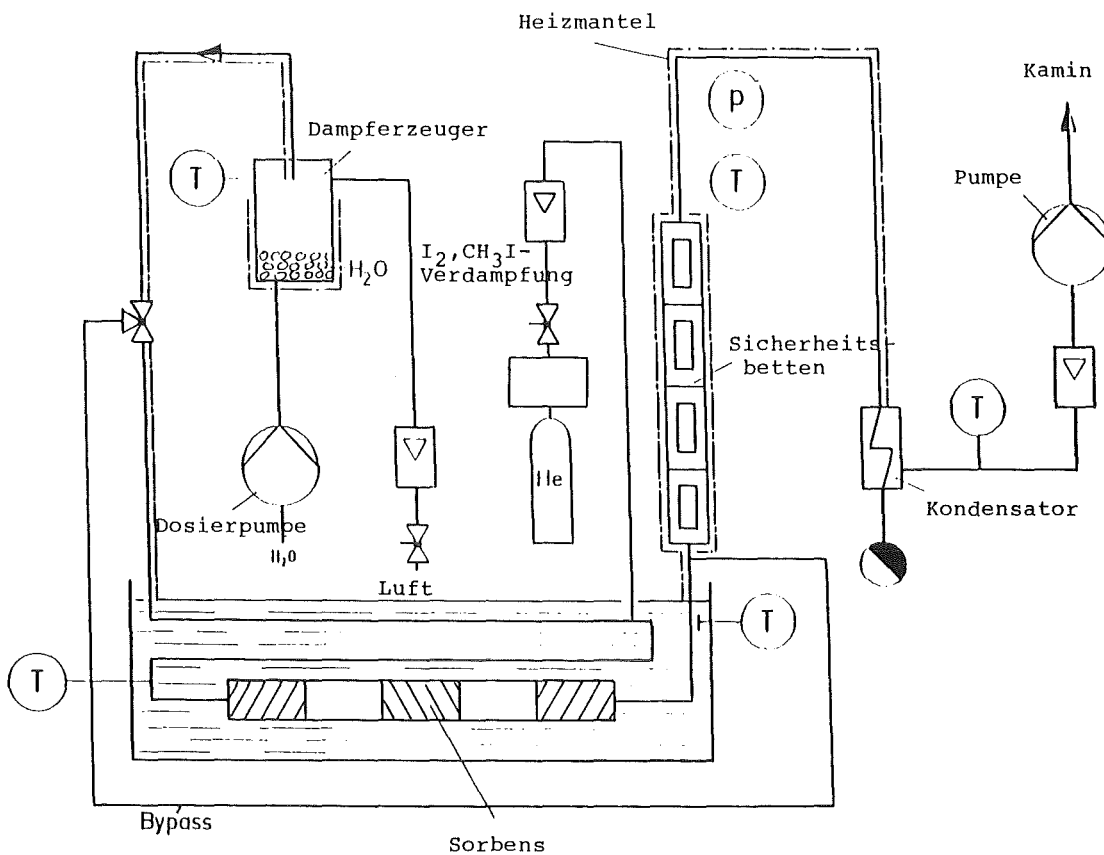 Heizmantel
Kamin
P
Dampferzeuger
T
T
Pumpe
I₂,CH₃I-
Verdampfung
H₂O
Sicherheits-
betten
T
He
Dosierpumpe
Kondensator
H₂O
Luft
T
T
Bypass
Sorbens